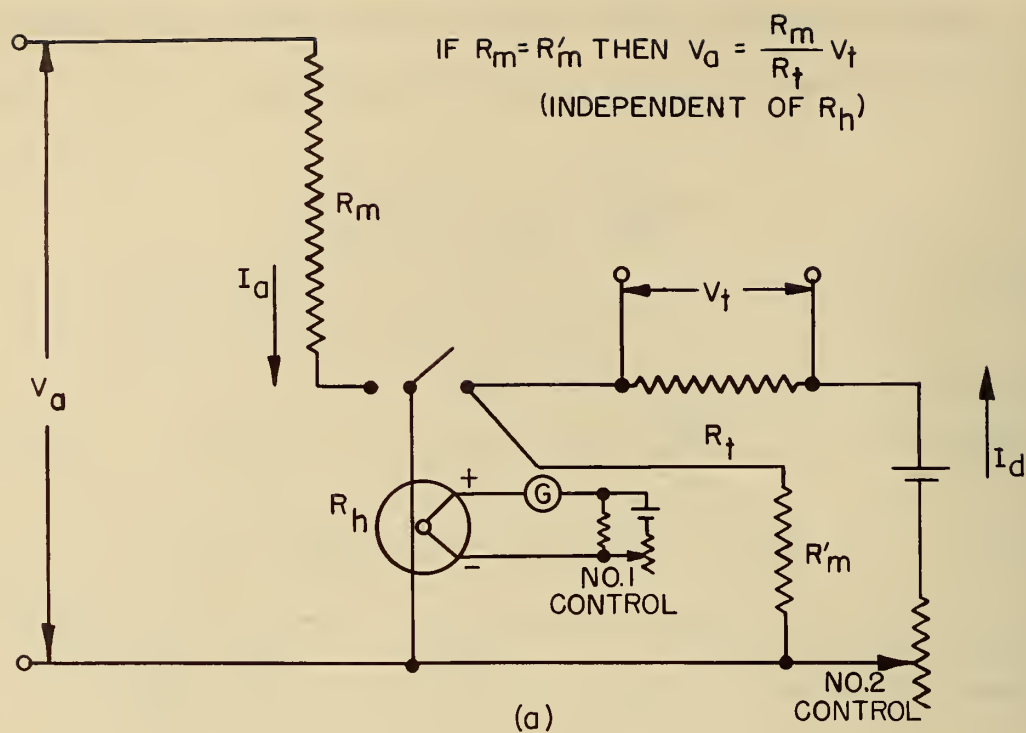 IF Rm = R'm THEN Va = Rm/Rt Vt
(INDEPENDENT OF Rh)
Rm
Ia
Vt
Va
Rt
Id
Rh
+
G
-
R'm
NO.1
CONTROL
NO.2
CONTROL
(a)